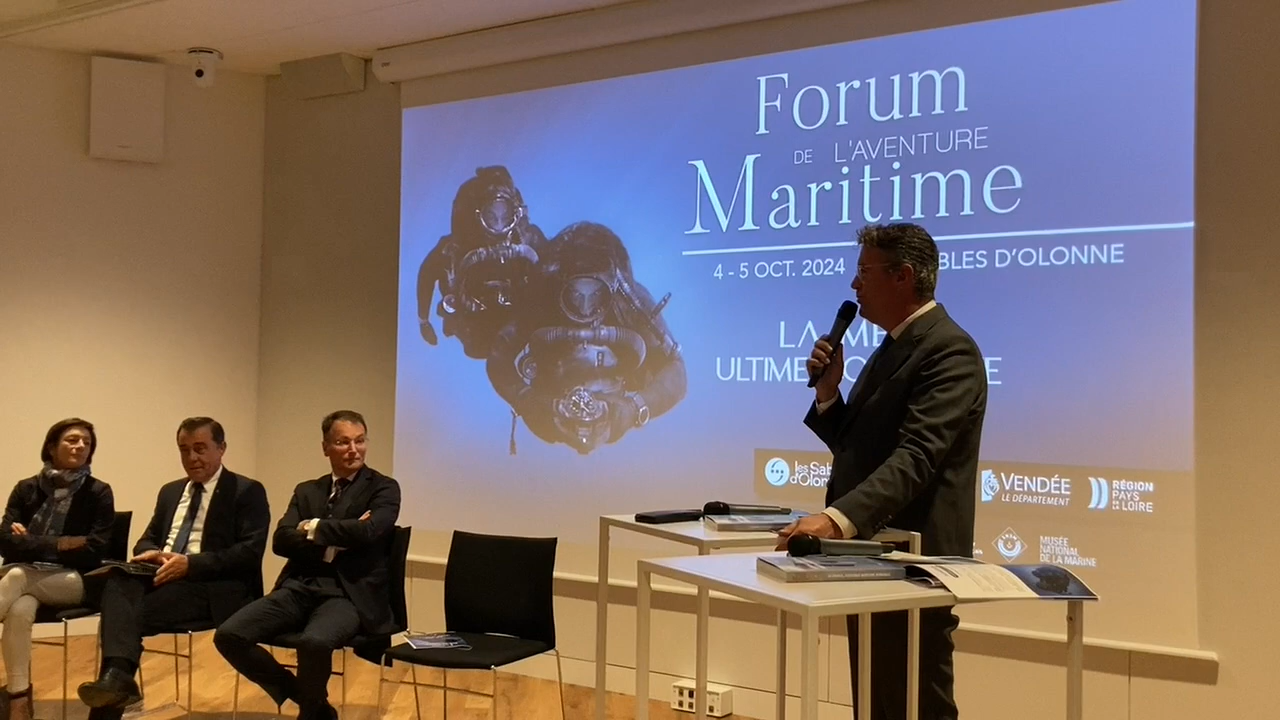 Forum
DE L'AVENTURE
Maritime
4 - 5 OCT. 2024 BLES D'OLONNE
LA ME
ULTIME
les Sab
d'Olon
VENDÉE
LE DÉPARTEMENT
RÉGION
PAYS
DE LA LOIRE
MUSÉE
NATIONAL
DE LA MARINE